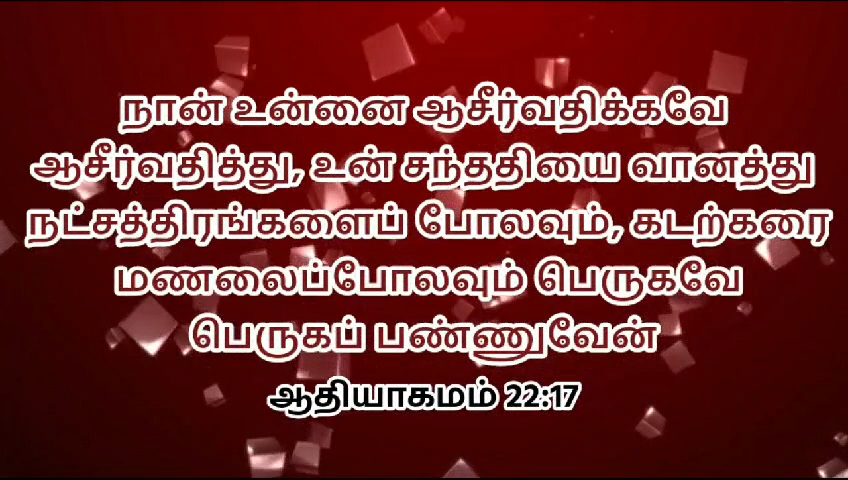 நான் உன்னை ஆசீர்வதிக்கவே
ஆசீர்வதித்து, உன் சந்ததியை வானத்து
நட்சத்திரங்களைப் போலவும், கடற்கரை
மணலைப்போலவும் பெருகவே
பெருகப் பண்ணுவேன்
ஆதியாகமம் 22:17